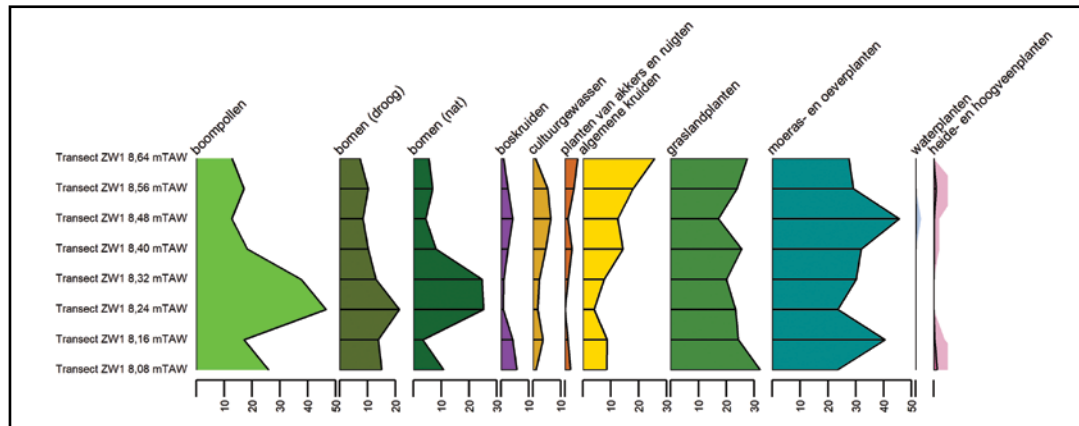 boompollen
bomen (droog)
bomen (nat)
boskruiden
cultuurgewassen
planten van akkers en ruigten
algemene kruiden
graslandplanten
moeras- en oeverplanten
waterplanten
heide- en hoogveenplanten
Transect ZW1 8,64 mTAW
Transect ZW1 8,56 mTAW
Transect ZW1 8,48 mTAW
Transect ZW1 8,40 mTAW
Transect ZW1 8,32 mTAW
Transect ZW1 8,24 mTAW
Transect ZW1 8,16 mTAW
Transect ZW1 8,08 mTAW
10 20 30 40 50 10 20 10 20 30 10 10 10 20 30 10 20 30 10 20 30 40 50